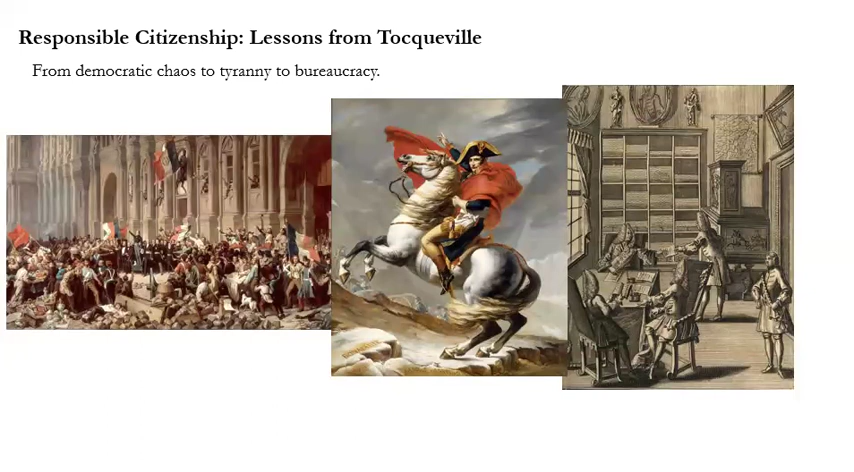 Responsible Citizenship: Lessons from Tocqueville
From democratic chaos to tyranny to bureaucracy.